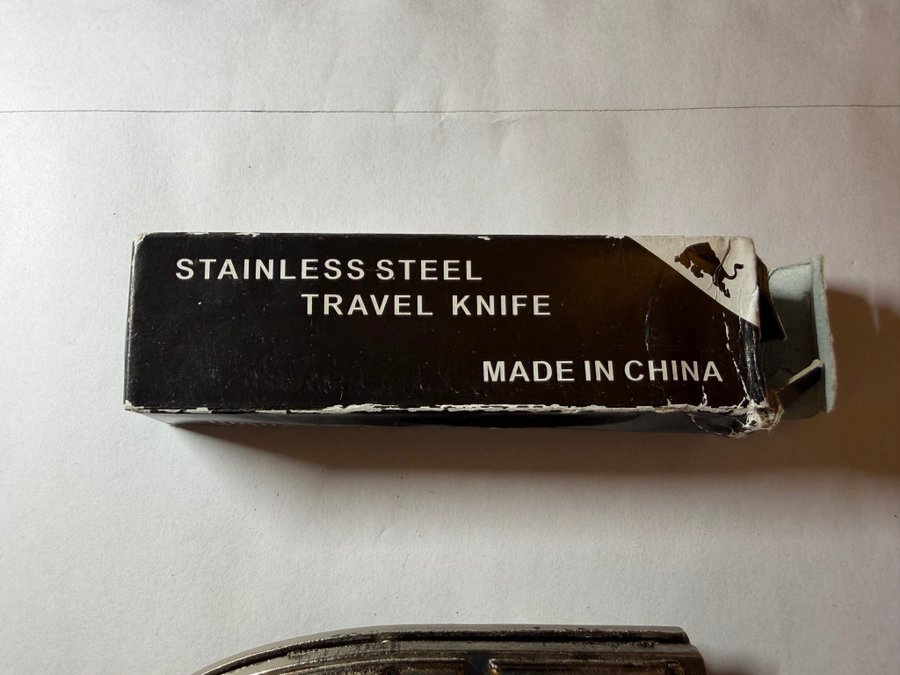 STAINLESS STEEL
TRAVEL KNIFE
MADE IN CHINA